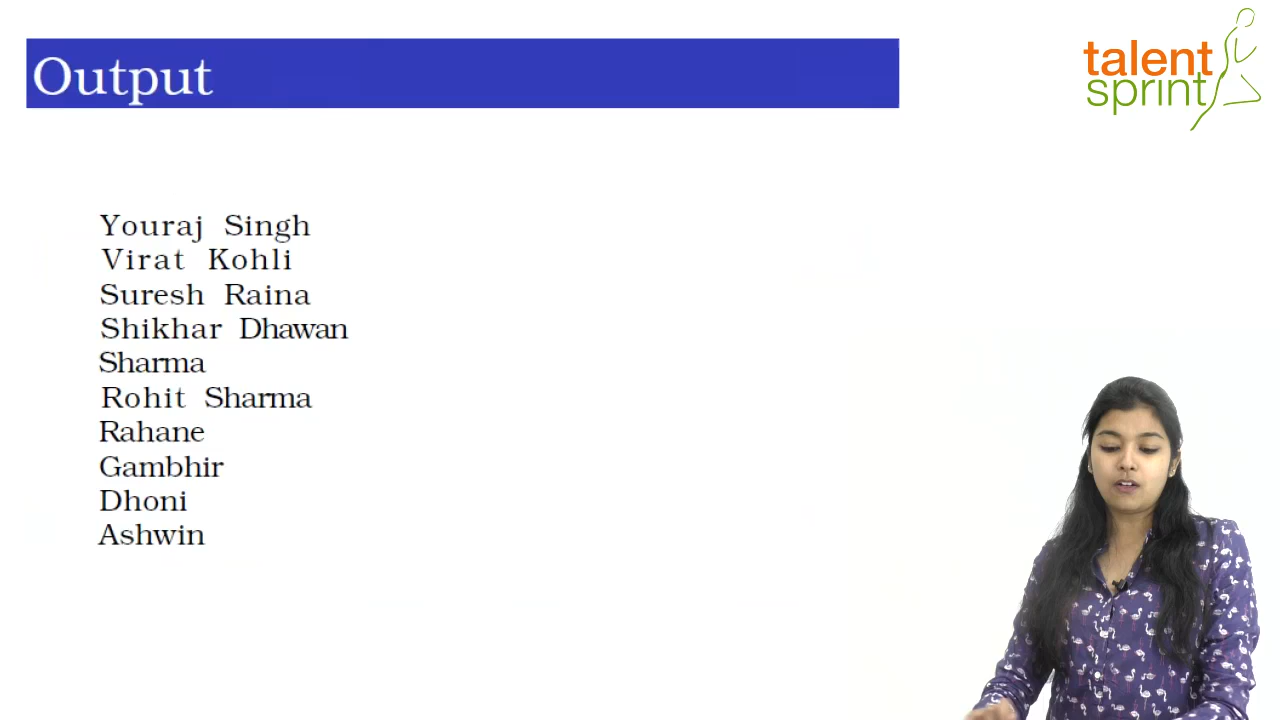 Output
talent
sprint
Youraj Singh
Virat Kohli
Suresh Raina
Shikhar Dhawan
Sharma
Rohit Sharma
Rahane
Gambhir
Dhoni
Ashwin